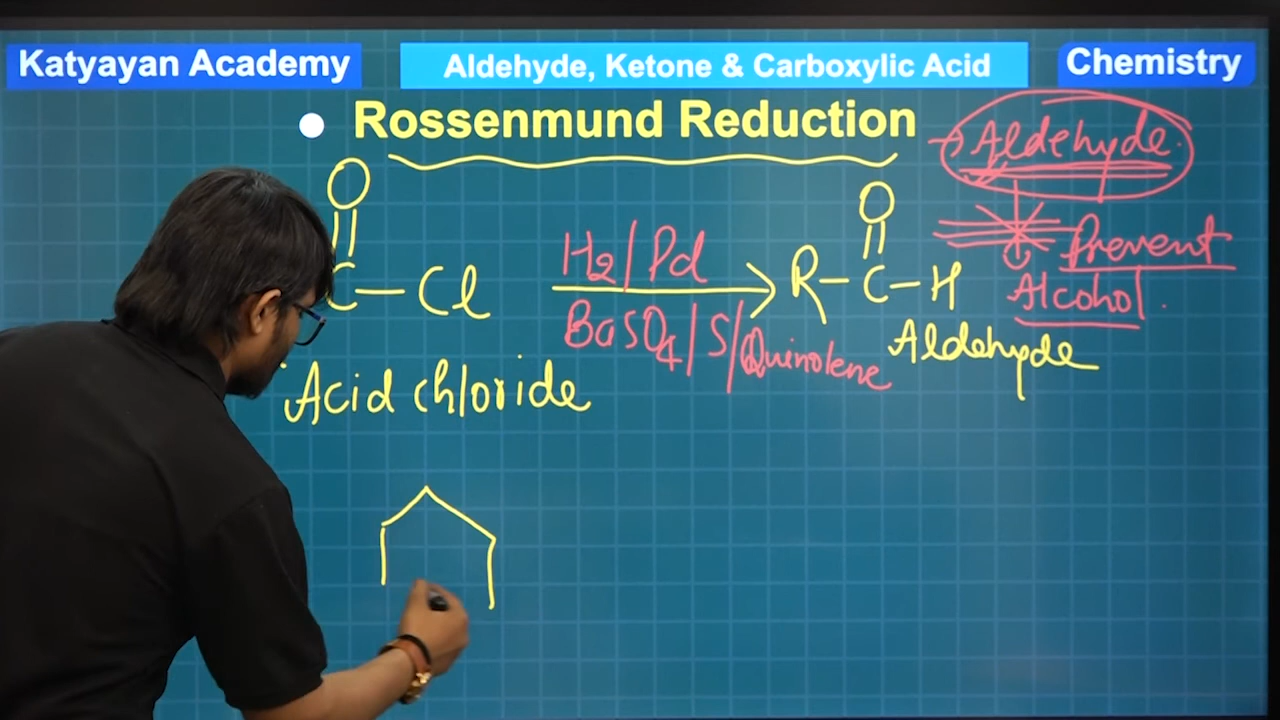 Katyayan Academy
Aldehyde, Ketone & Carboxylic Acid
Chemistry
Rossenmund Reduction
Aldehyde
Prevent
Alcohol.
O
C–Cl
H2/Pd
BaSO4/S/Quinolene
O
R–C–H
Aldehyde
Acid chloride